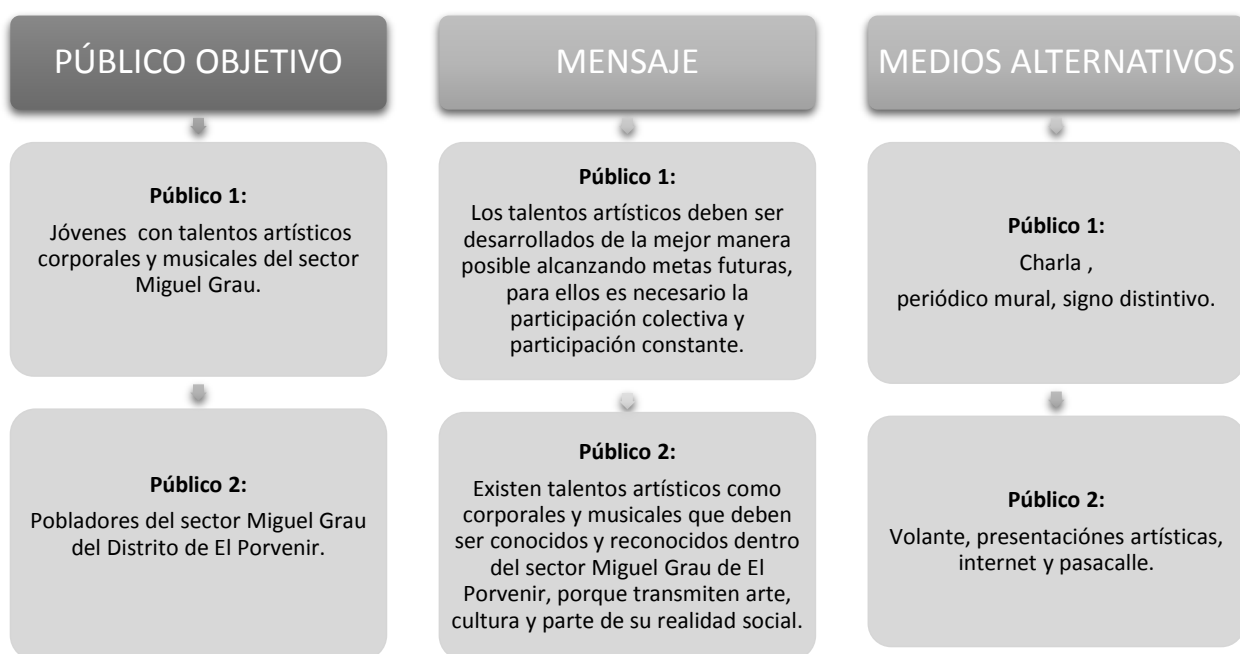 PÚBLICO OBJETIVO
Público 1:
Jóvenes con talentos artísticos
corporales y musicales del sector
Miguel Grau.
Público 2:
Pobladores del sector Miguel Grau
del Distrito de El Porvenir.
MENSAJE
Público 1:
Los talentos artísticos deben ser
desarrollados de la mejor manera
posible alcanzando metas futuras,
para ellos es necesario la
participación colectiva y
participación constante.
Público 2:
Existen talentos artísticos como
corporales y musicales que deben
ser conocidos y reconocidos dentro
del sector Miguel Grau de El
Porvenir, porque transmiten arte,
cultura y parte de su realidad social.
MEDIOS ALTERNATIVOS
Público 1:
Charla ,
periódico mural, signo distintivo.
Público 2:
Volante, presentaciónes artísticas,
internet y pasacalle.